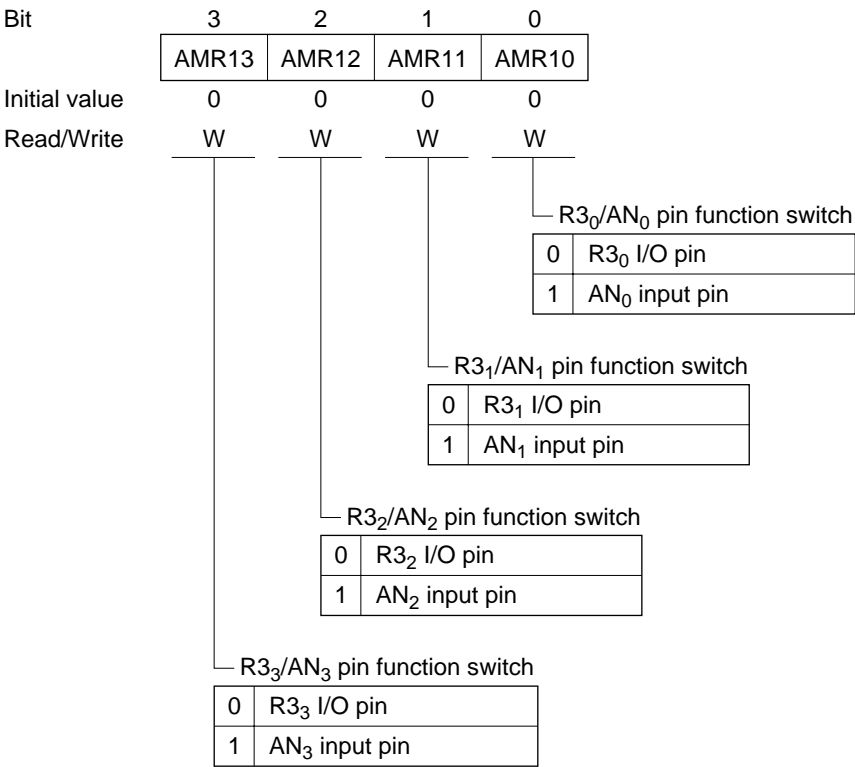 Bit 3 2 1 0
AMR13 AMR12 AMR11 AMR10
Initial value 0 0 0 0
Read/Write W W W W
R3₀/AN₀ pin function switch
0 R3₀ I/O pin
1 AN₀ input pin
R3₁/AN₁ pin function switch
0 R3₁ I/O pin
1 AN₁ input pin
R3₂/AN₂ pin function switch
0 R3₂ I/O pin
1 AN₂ input pin
R3₃/AN₃ pin function switch
0 R3₃ I/O pin
1 AN₃ input pin